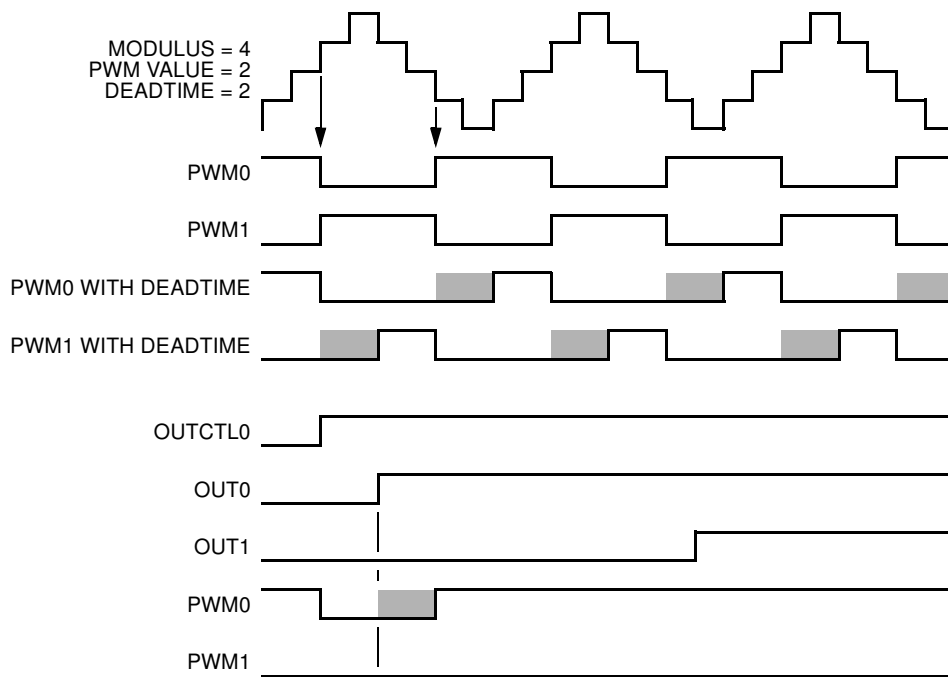 MODULUS = 4
PWM VALUE = 2
DEADTIME = 2
PWM0
PWM1
PWM0 WITH DEADTIME
PWM1 WITH DEADTIME
OUTCTL0
OUT0
OUT1
PWM0
PWM1